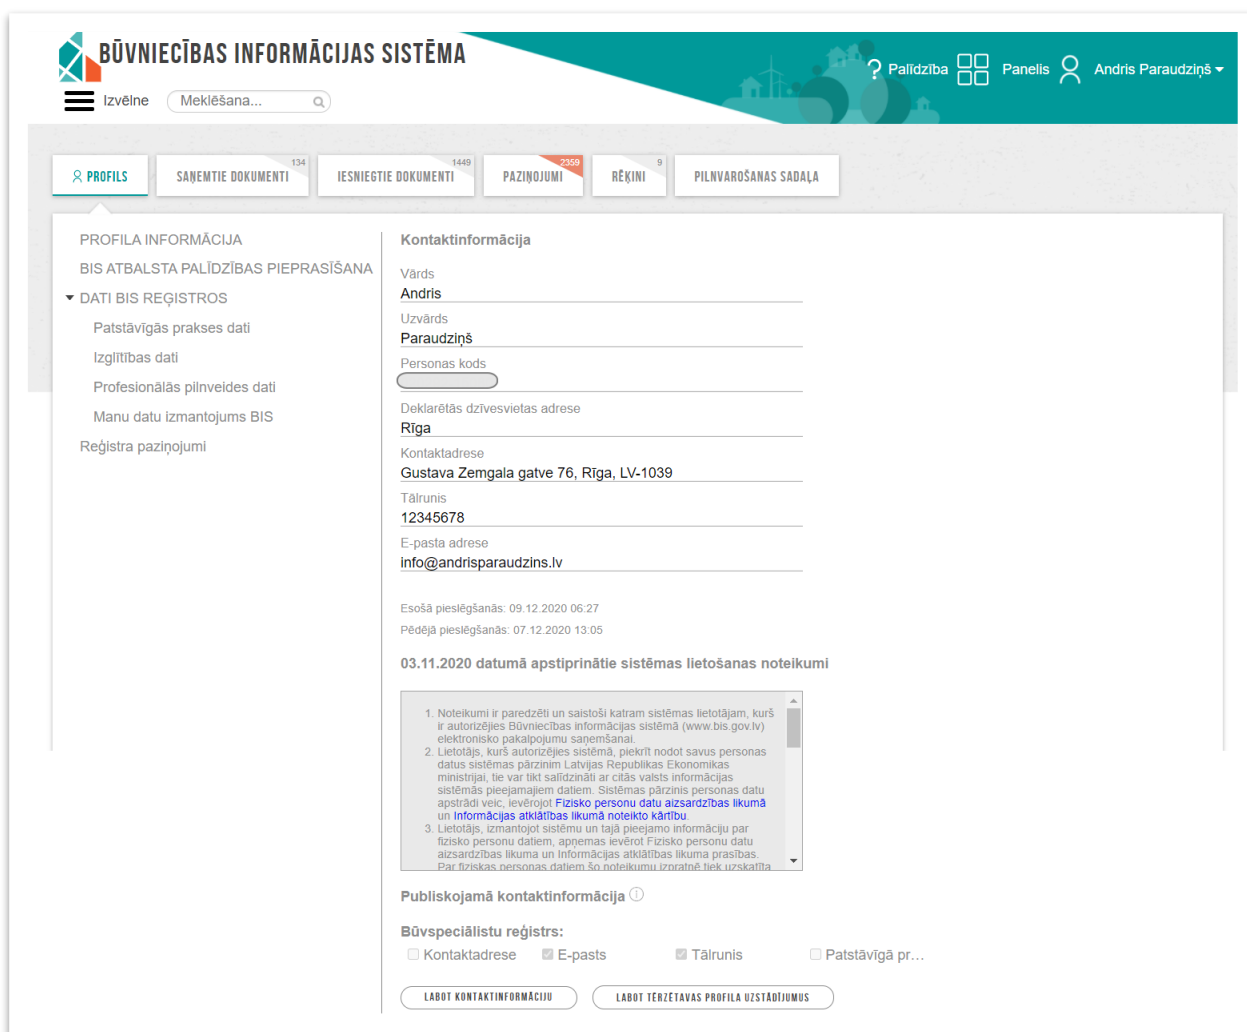 BŪVNIECĪBAS INFORMĀCIJAS SISTĒMA
? Palīdzība Panelis Andris Paraudziņš
Izvēlne Meklēšana...
PROFILS SAŅEMTIE DOKUMENTI 134 IESNIEGTIE DOKUMENTI 1449 PAZIŅOJUMI 2359 RĒĶINI 9 PILNVAROŠANAS SADAĻA
PROFILA INFORMĀCIJA
BIS ATBALSTA PALĪDZĪBAS PIEPRASĪŠANA
DATI BIS REĢISTROS
Patstāvīgās prakses dati
Izglītības dati
Profesionālās pilnveides dati
Manu datu izmantojums BIS
Reģistra paziņojumi
Kontaktinformācija
Vārds
Andris
Uzvārds
Paraudziņš
Personas kods
Deklarētās dzīvesvietas adrese
Rīga
Kontaktadrese
Gustava Zemgala gatve 76, Rīga, LV-1039
Tālrunis
12345678
E-pasta adrese
info@andrisparaudzins.lv
Esošā pieslēgšanās: 09.12.2020 06:27
Pēdējā pieslēgšanās: 07.12.2020 13:05
03.11.2020 datumā apstiprinātie sistēmas lietošanas noteikumi
1. Noteikumi ir paredzēti un saistoši katram sistēmas lietotājam, kurš
ir autorizējies Būvniecības informācijas sistēmā (www.bis.gov.lv)
elektronisko pakalpojumu saņemšanai.
2. Lietotājs, kurš autorizējies sistēmā, piekrīt nodot savus personas
datus sistēmas pārzinim Latvijas Republikas Ekonomikas
ministrijai, tie var tikt salīdzināti ar citās valsts informācijas
sistēmās pieejamajiem datiem. Sistēmas pārzinis personas datu
apstrādi veic, ievērojot Fizisko personu datu aizsardzības likumā
un Informācijas atklātības likumā noteikto kārtību.
3. Lietotājs, izmantojot sistēmu un tajā pieejamo informāciju par
fizisko personu datiem, apņemas ievērot Fizisko personu datu
aizsardzības likuma un Informācijas atklātības likuma prasības.
Par fiziskas personas datiem šo noteikumu izpratnē tiek uzskatīta
Publiskojamā kontaktinformācija
Būvspeciālistu reģistrs:
Kontaktadrese E-pasts Tālrunis Patstāvīgā pr…
LABOT KONTAKTINFORMĀCIJU LABOT TĒRZĒTAVAS PROFILA UZSTĀDĪJUMUS